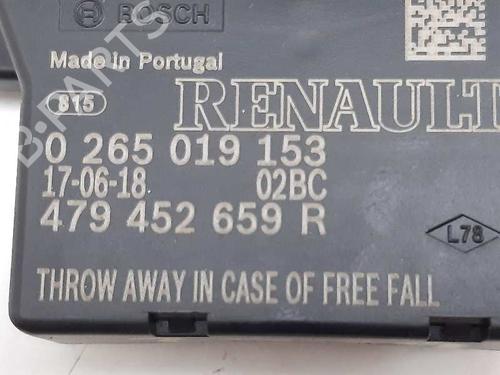 BOSCH
Made in Portugal
815 RENAULT
0 265 019 153
17-06-18 02BC
479 452 659 R
L78
THROW AWAY IN CASE OF FREE FALL
B-PARTS